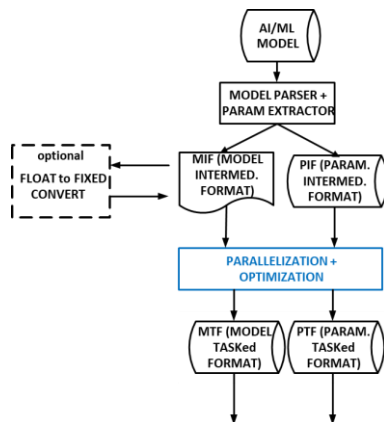 AI/ML
MODEL
MODEL PARSER +
PARAM EXTRACTOR
optional
FLOAT to FIXED
CONVERT
MIF (MODEL
INTERMED.
FORMAT)
PIF (PARAM.
INTERMED.
FORMAT)
PARALLELIZATION +
OPTIMIZATION
MTF (MODEL
TASKed
FORMAT)
PTF (PARAM.
TASKed
FORMAT)